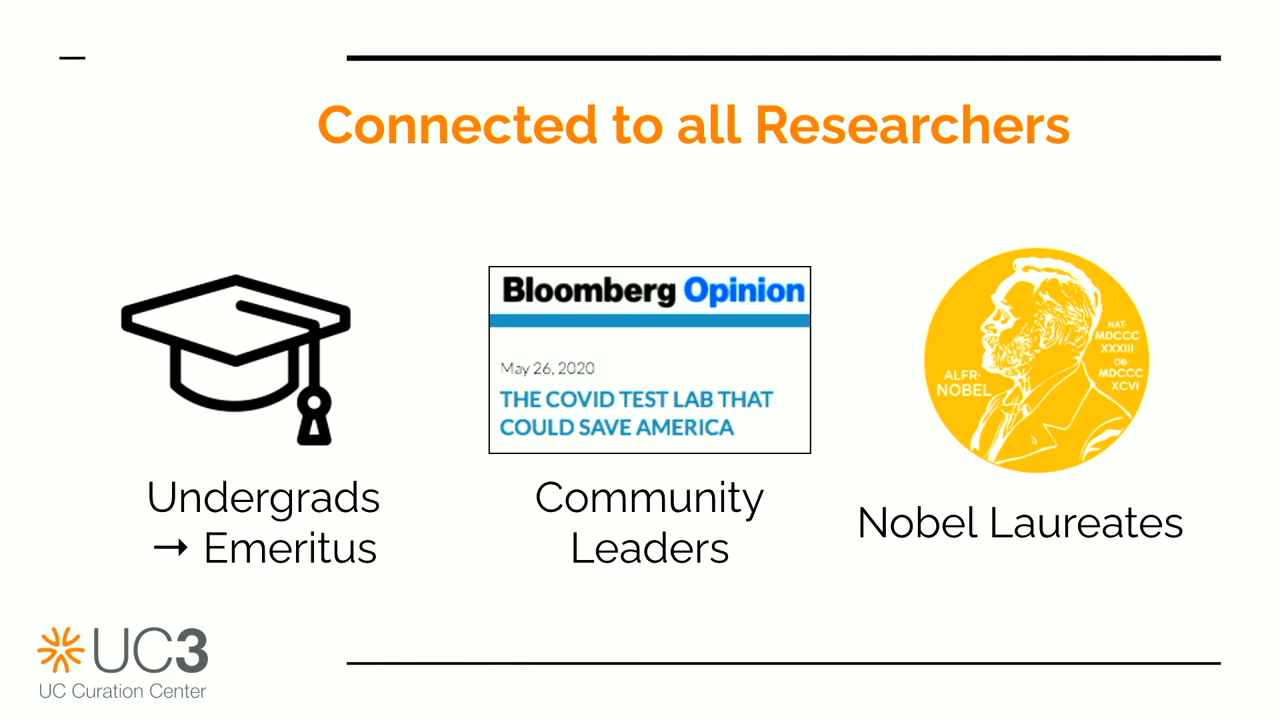 Connected to all Researchers
Bloomberg Opinion
May 26, 2020
THE COVID TEST LAB THAT
COULD SAVE AMERICA
ALFR·
NOBEL
NAT·
MDCCC
XXXIII
OB·
MDCCC
XCVI
Undergrads
→ Emeritus
Community
Leaders
Nobel Laureates
UC3
UC Curation Center